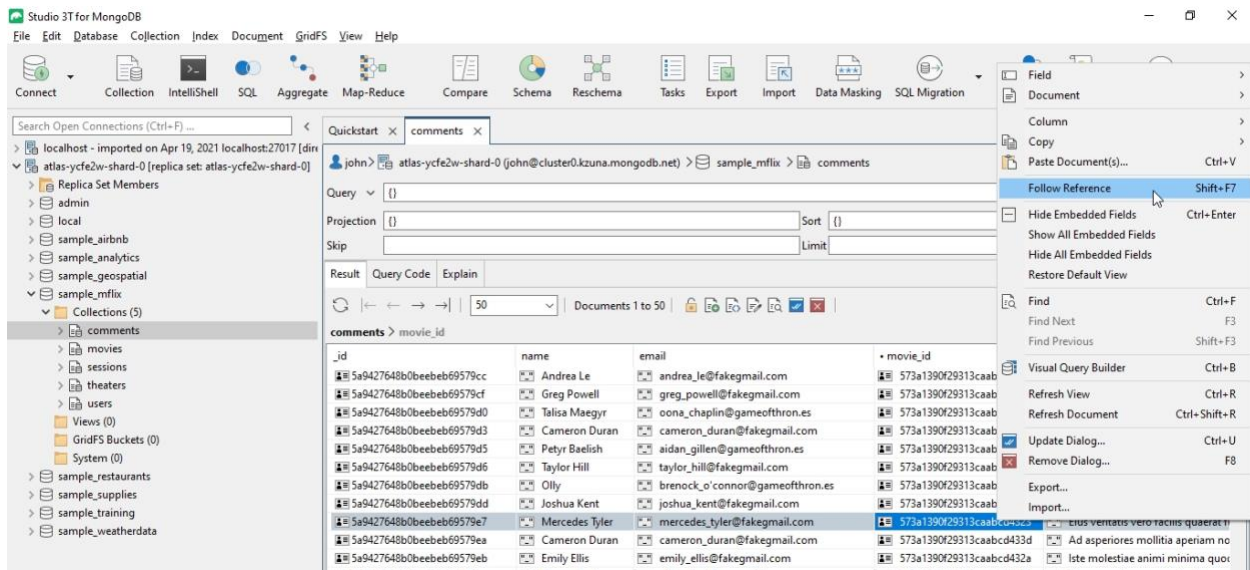 Studio 3T for MongoDB
File Edit Database Collection Index Document GridFS View Help
Connect Collection IntelliShell SQL Aggregate Map-Reduce Compare Schema Reschema Tasks Export Import Data Masking SQL Migration
Search Open Connections (Ctrl+F) ...
localhost - imported on Apr 19, 2021 localhost:27017 [dire
atlas-ycfe2w-shard-0 [replica set: atlas-ycfe2w-shard-0]
Replica Set Members
admin
local
sample_airbnb
sample_analytics
sample_geospatial
sample_mflix
Collections (5)
comments
movies
sessions
theaters
users
Views (0)
GridFS Buckets (0)
System (0)
sample_restaurants
sample_supplies
sample_training
sample_weatherdata
Quickstart comments
john > atlas-ycfe2w-shard-0 (john@cluster0.kzuna.mongodb.net) > sample_mflix > comments
Query {}
Projection {} Sort {}
Skip Limit
Result Query Code Explain
50 Documents 1 to 50
comments > movie_id
_id name email movie_id
5a9427648b0beebeb69579cc Andrea Le andrea_le@fakegmail.com 573a1390f29313caab
5a9427648b0beebeb69579cf Greg Powell greg_powell@fakegmail.com 573a1390f29313caab
5a9427648b0beebeb69579d0 Talisa Maegyr oona_chaplin@gameofthron.es 573a1390f29313caab
5a9427648b0beebeb69579d3 Cameron Duran cameron_duran@fakegmail.com 573a1390f29313caab
5a9427648b0beebeb69579d5 Petyr Baelish aidan_gillen@gameofthron.es 573a1390f29313caab
5a9427648b0beebeb69579d6 Taylor Hill taylor_hill@fakegmail.com 573a1390f29313caab
5a9427648b0beebeb69579db Olly brenock_o'connor@gameofthron.es 573a1390f29313caab
5a9427648b0beebeb69579dd Joshua Kent joshua_kent@fakegmail.com 573a1390f29313caab
5a9427648b0beebeb69579e7 Mercedes Tyler mercedes_tyler@fakegmail.com 573a1390f29313caabcd4323 Eius veritatis vero facilis quaerat
5a9427648b0beebeb69579ea Cameron Duran cameron_duran@fakegmail.com 573a1390f29313caabcd433d Ad asperiores mollitia aperiam no
5a9427648b0beebeb69579eb Emily Ellis emily_ellis@fakegmail.com 573a1390f29313caabcd432a Iste molestiae animi minima quo
Field
Document
Column
Copy
Paste Document(s)... Ctrl+V
Follow Reference Shift+F7
Hide Embedded Fields Ctrl+Enter
Show All Embedded Fields
Hide All Embedded Fields
Restore Default View
Find Ctrl+F
Find Next F3
Find Previous Shift+F3
Visual Query Builder Ctrl+B
Refresh View Ctrl+R
Refresh Document Ctrl+Shift+R
Update Dialog... Ctrl+U
Remove Dialog... F8
Export...
Import...